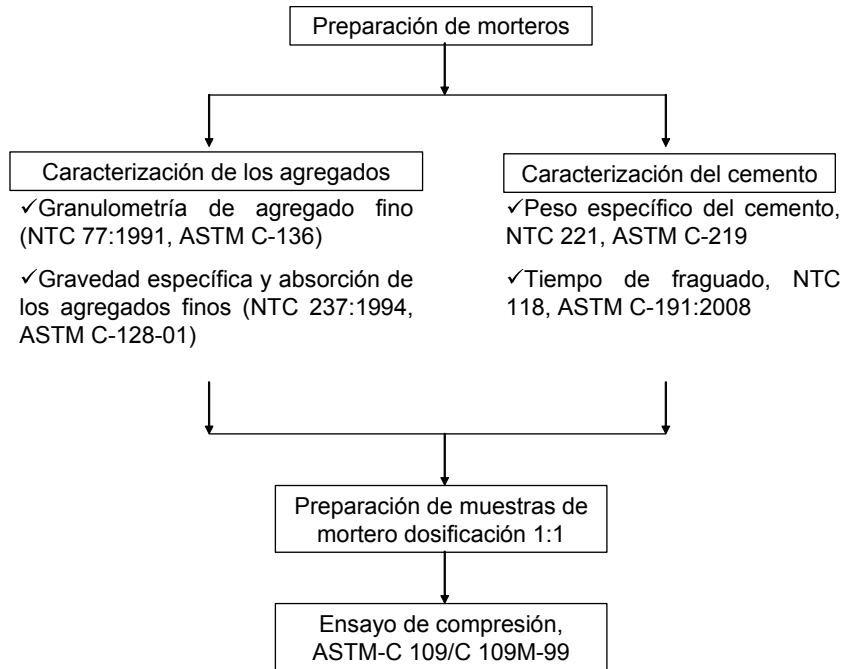 Preparación de morteros
Caracterización de los agregados
✓Granulometría de agregado fino
(NTC 77:1991, ASTM C-136)
✓Gravedad específica y absorción de
los agregados finos (NTC 237:1994,
ASTM C-128-01)
Caracterización del cemento
✓Peso específico del cemento,
NTC 221, ASTM C-219
✓Tiempo de fraguado, NTC
118, ASTM C-191:2008
Preparación de muestras de
mortero dosificación 1:1
Ensayo de compresión,
ASTM-C 109/C 109M-99